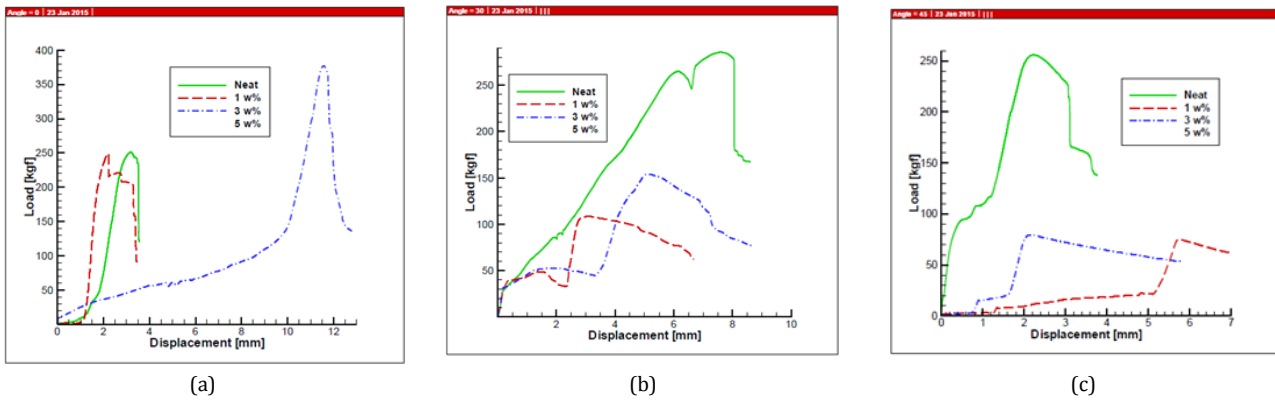 Angle = 0 | 23 Jan 2015 | | | |
400
350
300
250
200
150
100
50
0 2 4 6 8 10 12
Load [kgf]
Displacement [mm]
Neat
1 w%
3 w%
5 w%
(a)
Angle = 30 | 23 Jan 2015 | | | |
250
200
150
100
50
2 4 6 8 10
Load [kgf]
Displacement [mm]
Neat
1 w%
3 w%
5 w%
(b)
Angle = 45 | 23 Jan 2015 | | | |
250
200
150
100
50
0
0 1 2 3 4 5 6 7
Load [kgf]
Displacement [mm]
Neat
1 w%
3 w%
5 w%
(c)